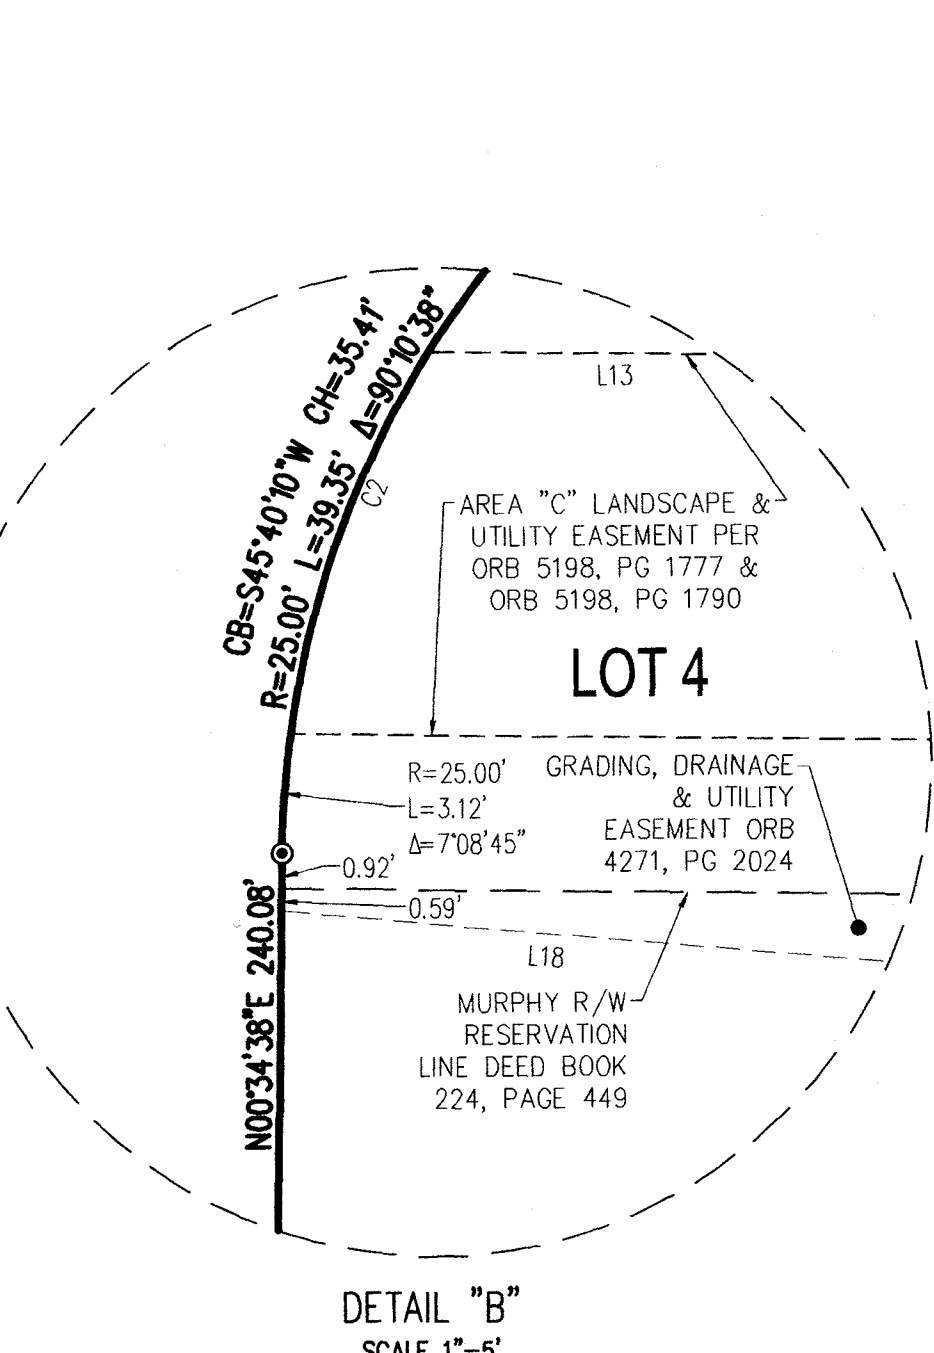 CB=S45°40'10"W CH=35.41'
R=25.00' L=39.35' Δ=90°10'38"
C2
L13
AREA "C" LANDSCAPE &
UTILITY EASEMENT PER
ORB 5198, PG 1777 &
ORB 5198, PG 1790
LOT 4
R=25.00'
L=3.12'
Δ=7°08'45"
GRADING, DRAINAGE
& UTILITY
EASEMENT ORB
4271, PG 2024
0.92'
0.59'
N00°34'38"E 240.08'
L18
MURPHY R/W
RESERVATION
LINE DEED BOOK
224, PAGE 449
DETAIL "B"
SCALE 1"=5'